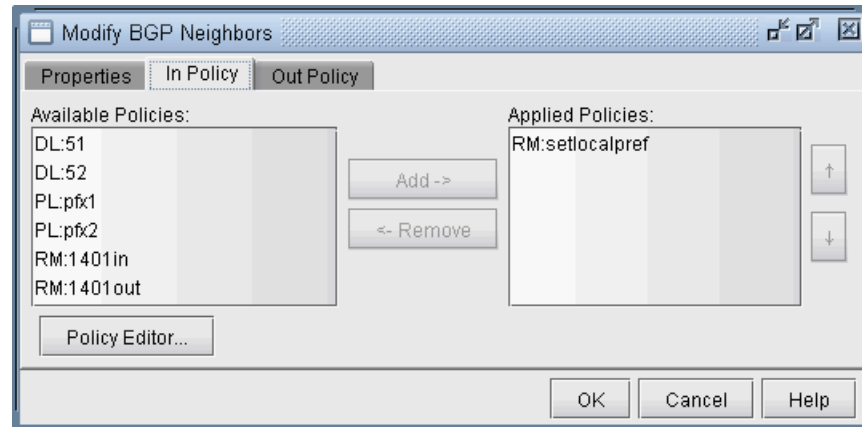 Modify BGP Neighbors
Properties In Policy Out Policy
Available Policies:
DL:51
DL:52
PL:pfx1
PL:pfx2
RM:1401in
RM:1401out
Add ->
<- Remove
Applied Policies:
RM:setlocalpref
Policy Editor...
OK Cancel Help